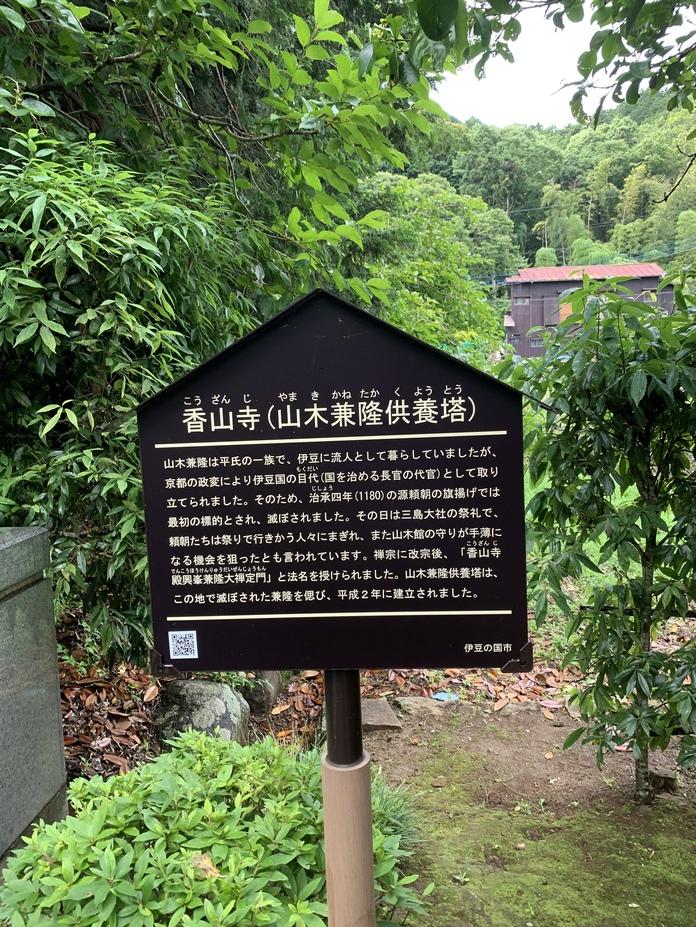 こうざんじ やまきかねたかくようとう
香山寺(山木兼隆供養塔)
山木兼隆は平氏の一族で、伊豆に流人として暮らしていましたが、
もくだい
京都の政変により伊豆国の目代(国を治める長官の代官)として取り
じしょう
立てられました。そのため、治承四年(1180)の源頼朝の旗揚げでは
最初の標的とされ、滅ぼされました。その日は三島大社の祭礼で、
頼朝たちは祭りで行きかう人々にまぎれ、また山木館の守りが手薄に
こうざんじ
なる機会を狙ったとも言われています。禅宗に改宗後、「香山寺
でんこうほうけんりゅうだいぜんじょうもん
殿興峯兼隆大禅定門」と法名を授けられました。山木兼隆供養塔は、
この地で滅ぼされた兼隆を偲び、平成2年に建立されました。
伊豆の国市